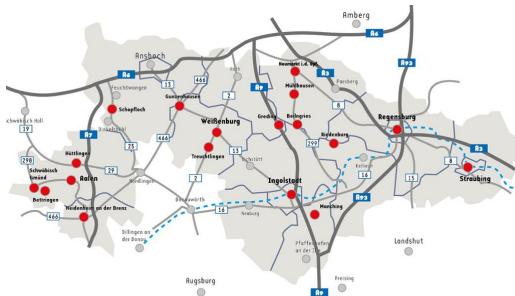 Amberg
A6
A93
Ansbach
A6
466
Roth
A9
Neumarkt i.d. Opf.
A3
Parsberg
Feuchtwangen
13
Gunzenhausen
2
Mühlhausen
8
Schopfloch
Regensburg
Schwäbisch Hall
Dinkelsbühl
Weißenburg
Greding
Beilngries
19
A7
25
466
299
Riedenburg
A3
Hüttlingen
Treuchtlingen
13
Eichstätt
Kelheim
8
298
Schwäbisch
Gmünd
29
Nördlingen
2
16
15
Straubing
Aalen
Ingolstadt
Bettringen
Donauwörth
16
A93
466
Heidenheim an der Brenz
Neuburg
Manching
Dillingen
an der Donau
Pfaffenhofen
an der Ilm
Landshut
Augsburg
Freising
A9